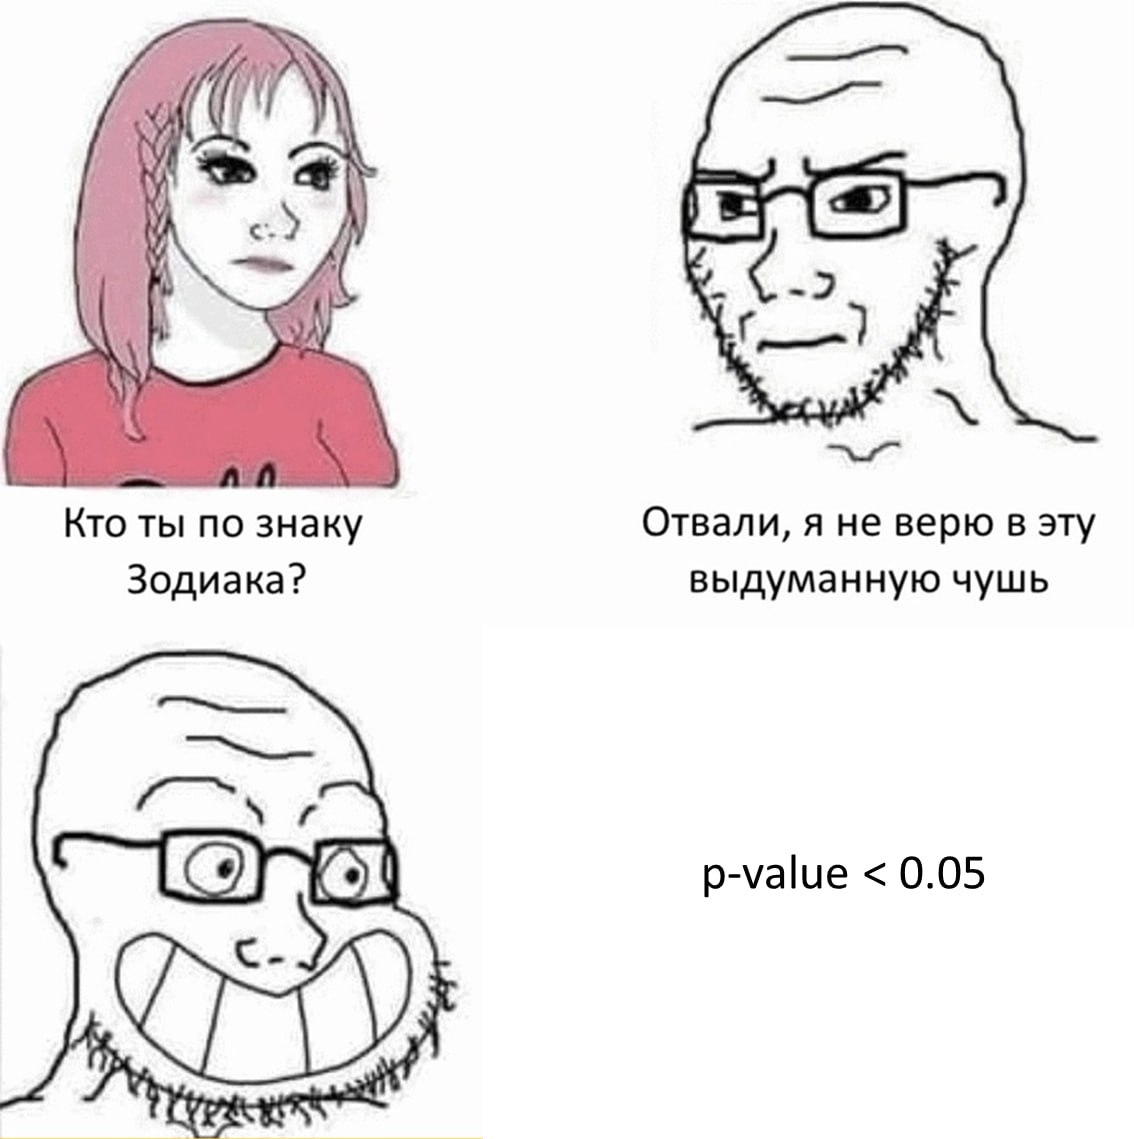 Кто ты по знаку
Зодиака?
Отвали, я не верю в эту
выдуманную чушь
p-value < 0.05